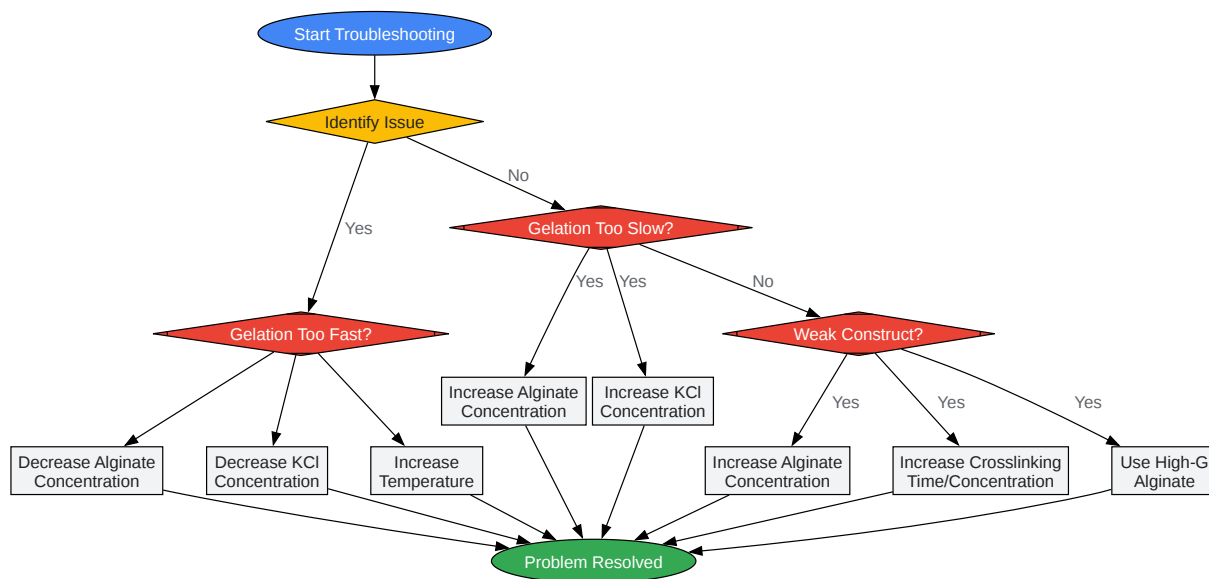 Start Troubleshooting
Identify Issue
No
Yes
Gelation Too Slow?
Yes
Yes
No
Gelation Too Fast?
Weak Construct?
Increase Alginate
Concentration
Increase KCl
Concentration
Yes
Yes
Yes
Decrease Alginate
Concentration
Decrease KCl
Concentration
Increase
Temperature
Increase Alginate
Concentration
Increase Crosslinking
Time/Concentration
Use High-G
Alginate
Problem Resolved